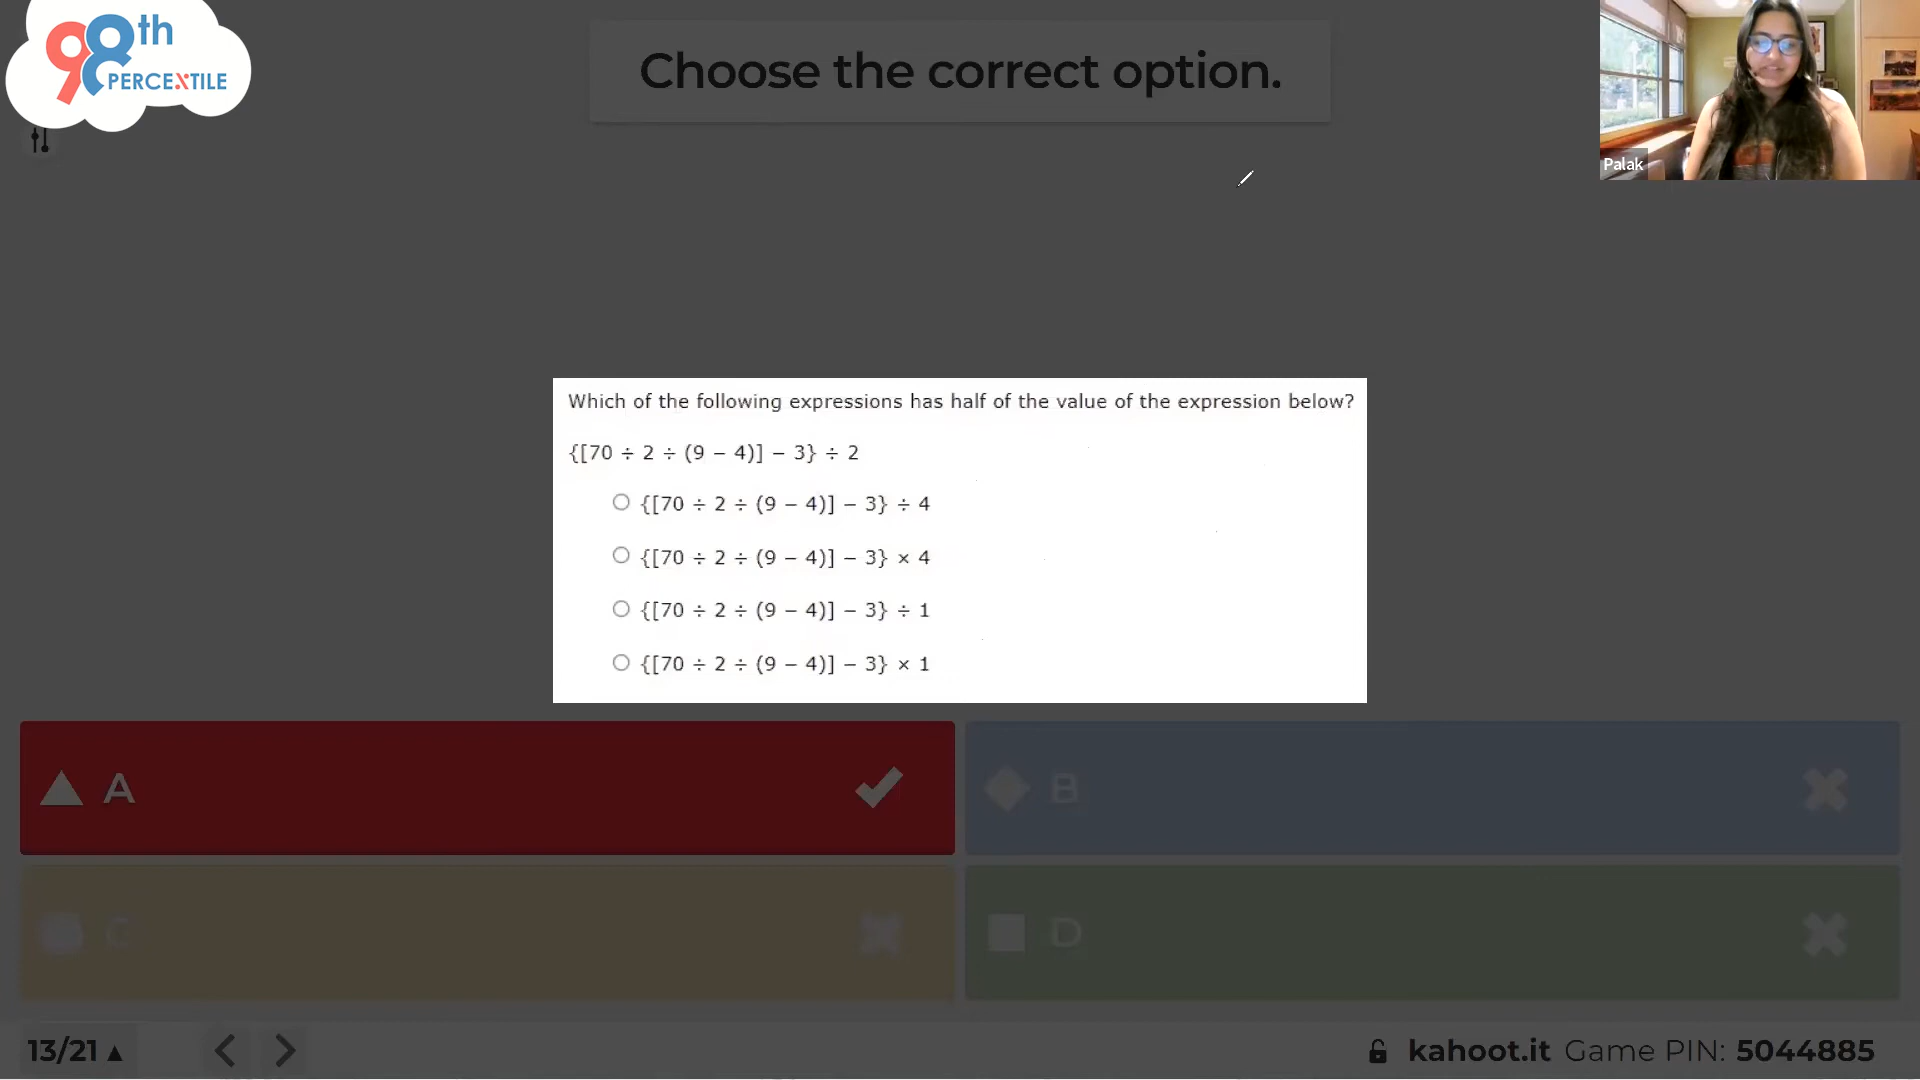 98th
PERCEXTILE
Choose the correct option.
Palak
Which of the following expressions has half of the value of the expression below?
{[70 ÷ 2 ÷ (9 − 4)] − 3} ÷ 2
{[70 ÷ 2 ÷ (9 − 4)] − 3} ÷ 4
{[70 ÷ 2 ÷ (9 − 4)] − 3} × 4
{[70 ÷ 2 ÷ (9 − 4)] − 3} ÷ 1
{[70 ÷ 2 ÷ (9 − 4)] − 3} × 1
A
B
C
D
13/21
kahoot.it Game PIN: 5044885